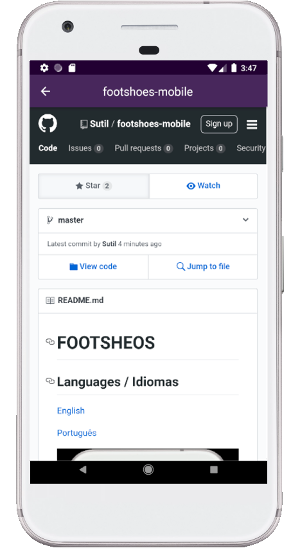 3:47
footshoes-mobile
Sutil / footshoes-mobile
Sign up
Code Issues 0 Pull requests 0 Projects 0 Security
Star 2
Watch
master
Latest commit by Sutil 4 minutes ago
View code
Jump to file
README.md
FOOTSHEOS
Languages / Idiomas
English
Português